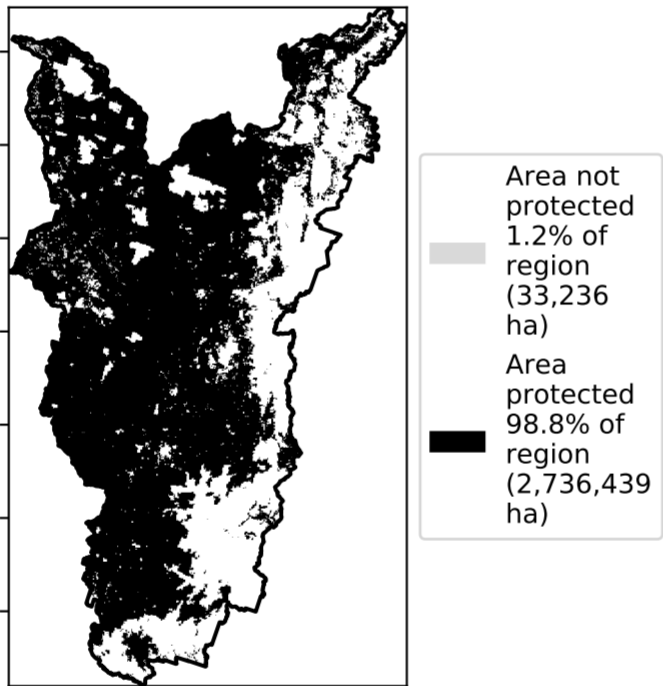 Area not
protected
1.2% of
region
(33,236
ha)
Area
protected
98.8% of
region
(2,736,439
ha)